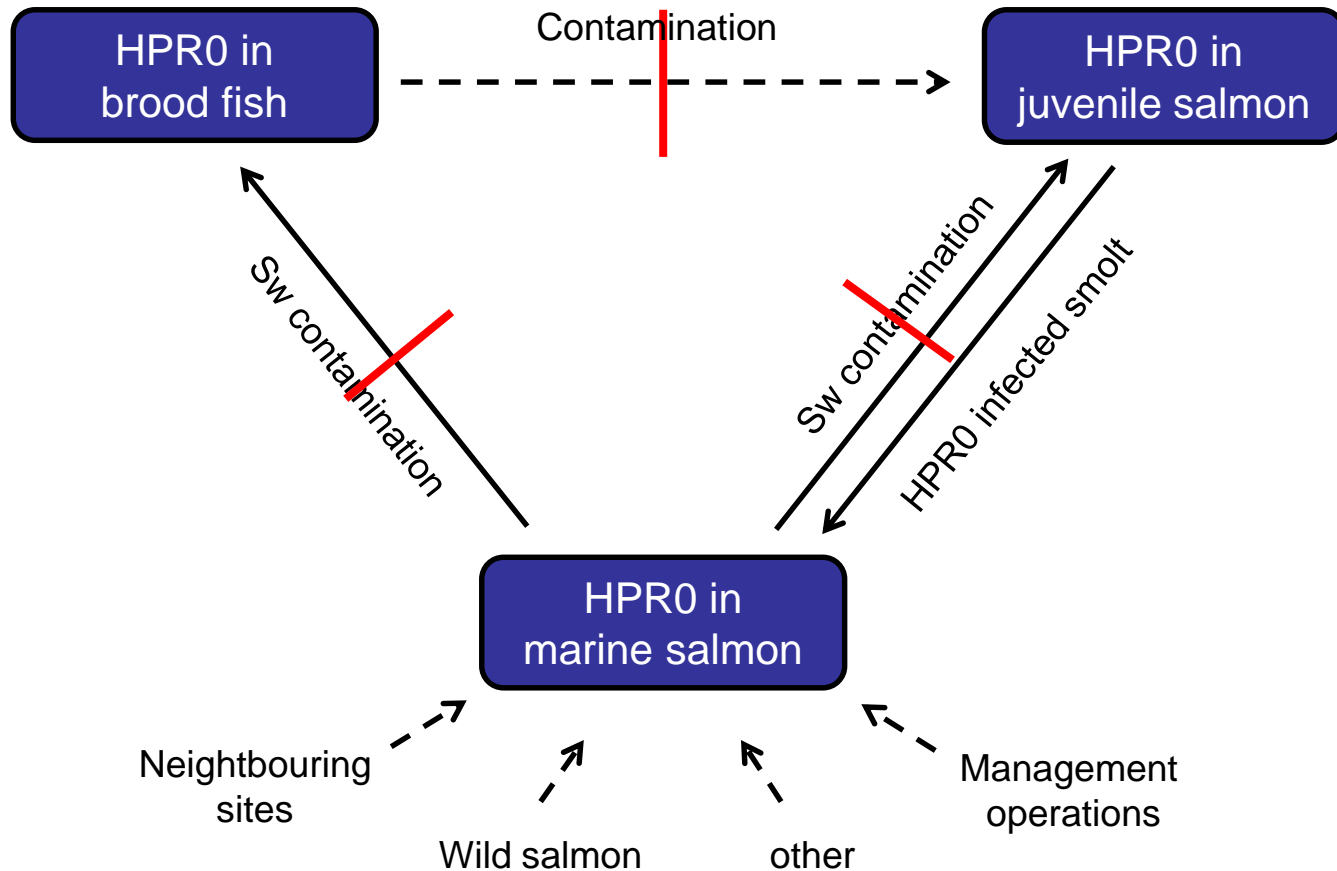 Contamination
HPR0 in
brood fish
HPR0 in
juvenile salmon
Sw contamination
Sw contamination
HPR0 infected smolt
HPR0 in
marine salmon
Neightbouring
sites
Wild salmon
other
Management
operations